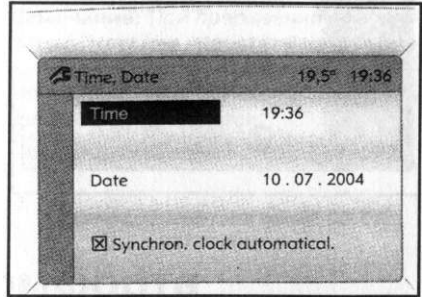 Time, Date 19,5° 19:36
Time 19:36
Date 10 . 07 . 2004
☒ Synchron. clock automatical.